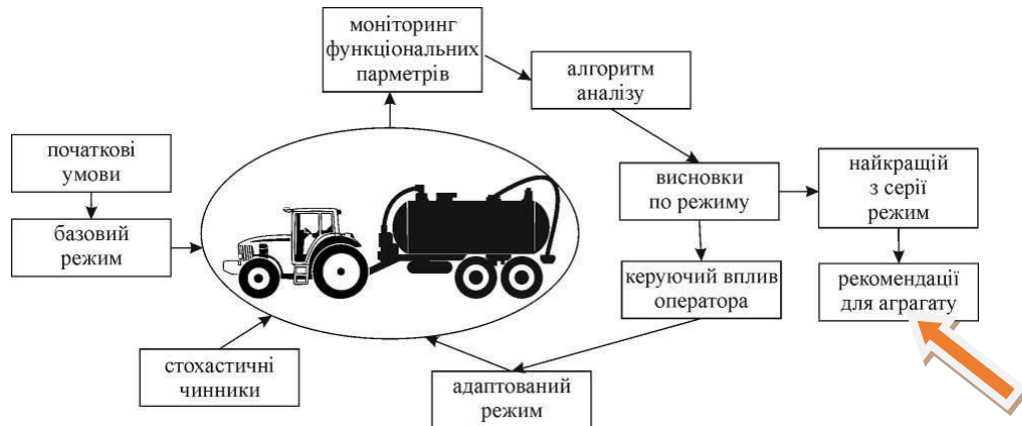 моніторинг
функціональних
парметрів
алгоритм
аналізу
початкові
умови
висновки
по режиму
найкращій
з серії
режим
базовий
режим
керуючий вплив
оператора
рекомендації
для аграгату
стохастичні
чинники
адаптований
режим